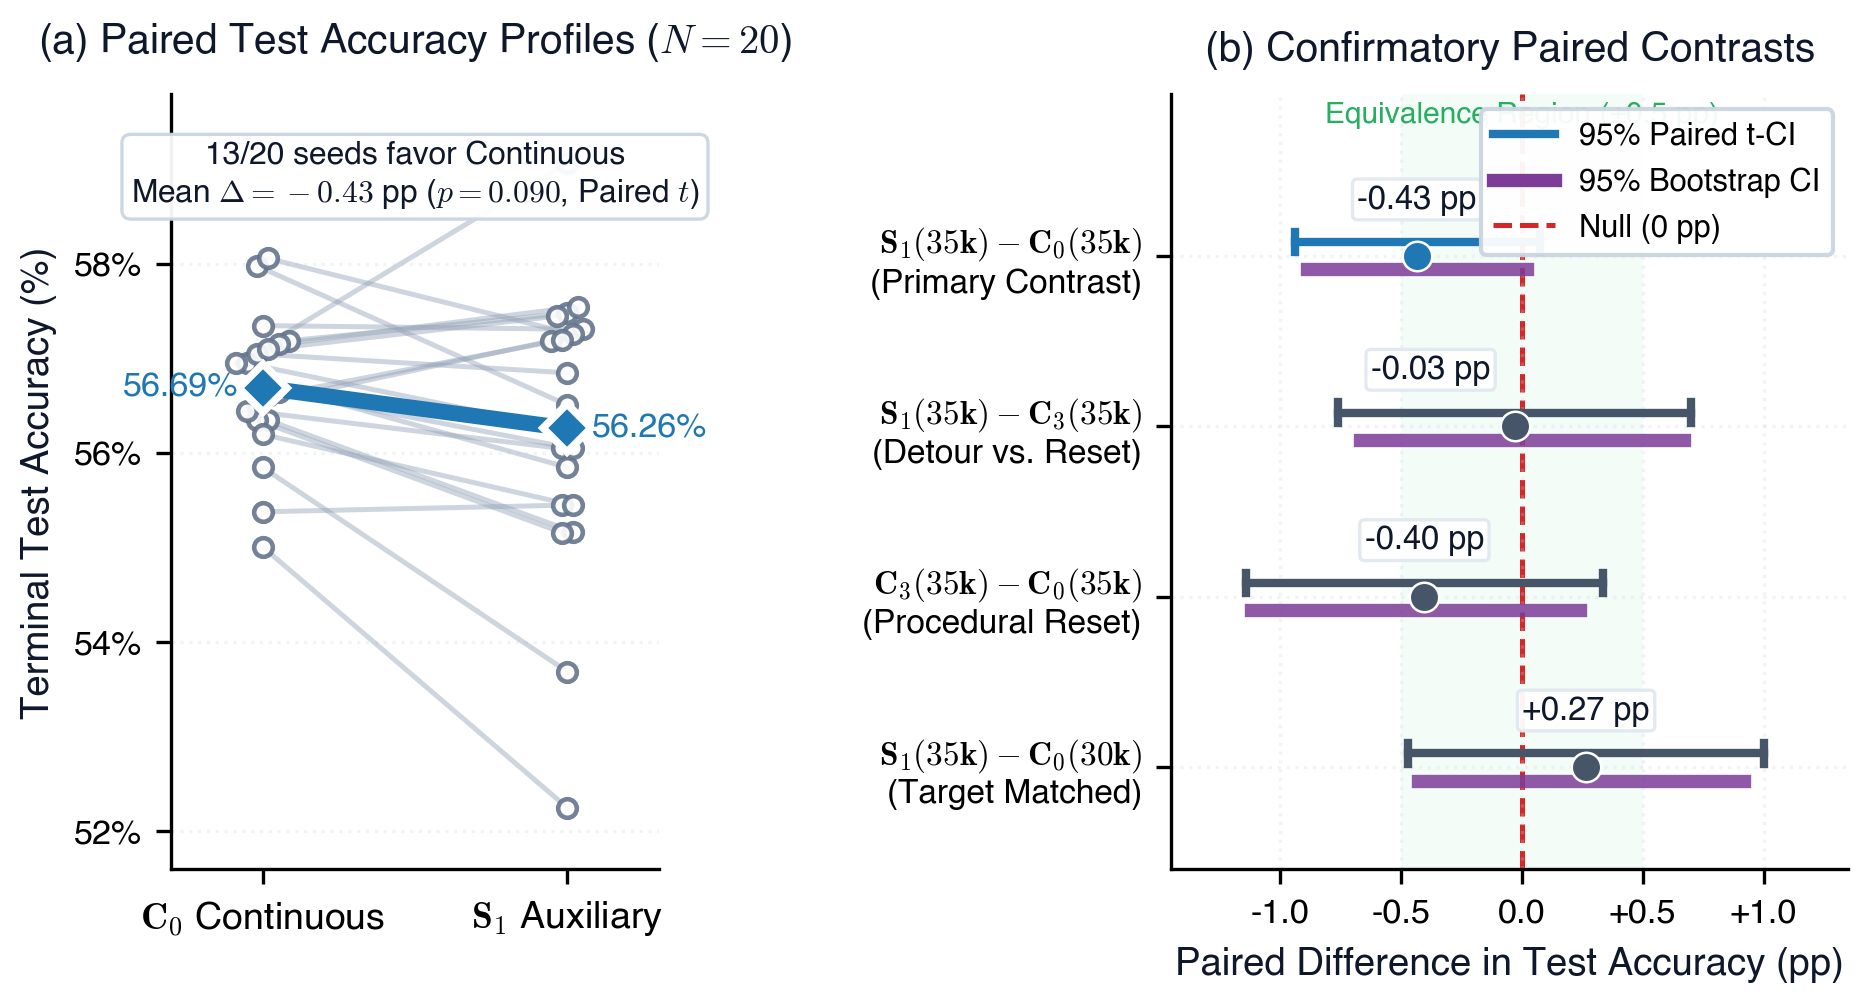 (a) Paired Test Accuracy Profiles (N = 20)
13/20 seeds favor Continuous
Mean Δ = −0.43 pp (p = 0.090, Paired t)
Terminal Test Accuracy (%)
58%
56%
54%
52%
56.69%
56.26%
C₀ Continuous
S₁ Auxiliary
(b) Confirmatory Paired Contrasts
Equivalence Region (±0.5 pp)
95% Paired t-CI
95% Bootstrap CI
Null (0 pp)
-0.43 pp
S₁(35k) − C₀(35k)
(Primary Contrast)
-0.03 pp
S₁(35k) − C₃(35k)
(Detour vs. Reset)
-0.40 pp
C₃(35k) − C₀(35k)
(Procedural Reset)
+0.27 pp
S₁(35k) − C₀(30k)
(Target Matched)
-1.0
-0.5
0.0
+0.5
+1.0
Paired Difference in Test Accuracy (pp)